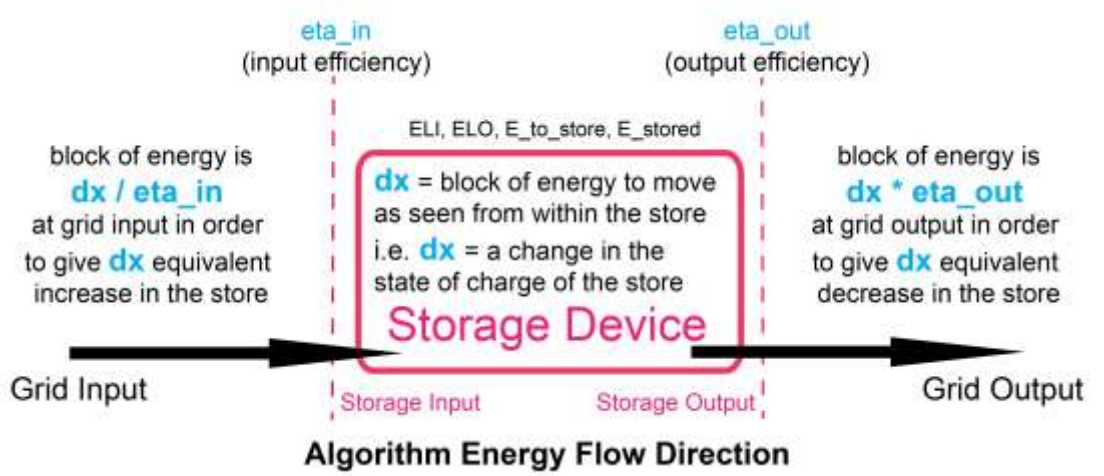 eta_in
(input efficiency)
eta_out
(output efficiency)
ELI, ELO, E_to_store, E_stored
block of energy is
dx / eta_in
at grid input in order
to give dx equivalent
increase in the store
dx = block of energy to move
as seen from within the store
i.e. dx = a change in the
state of charge of the store
Storage Device
block of energy is
dx * eta_out
at grid output in order
to give dx equivalent
decrease in the store
Grid Input
Storage Input
Storage Output
Grid Output
Algorithm Energy Flow Direction